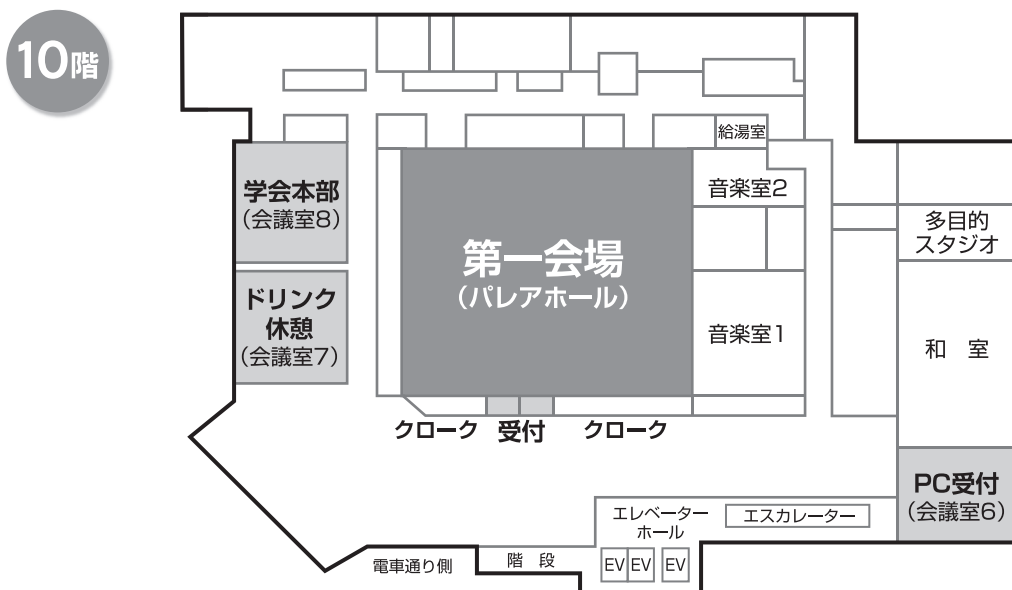 10階
給湯室
学会本部
（会議室8）
音楽室2
多目的
スタジオ
第一会場
（パレアホール）
ドリンク
休憩
（会議室7）
音楽室1
和　室
クローク
受付
クローク
PC受付
（会議室6）
エレベーター
ホール
エスカレーター
電車通り側
階　段
EV
EV
EV